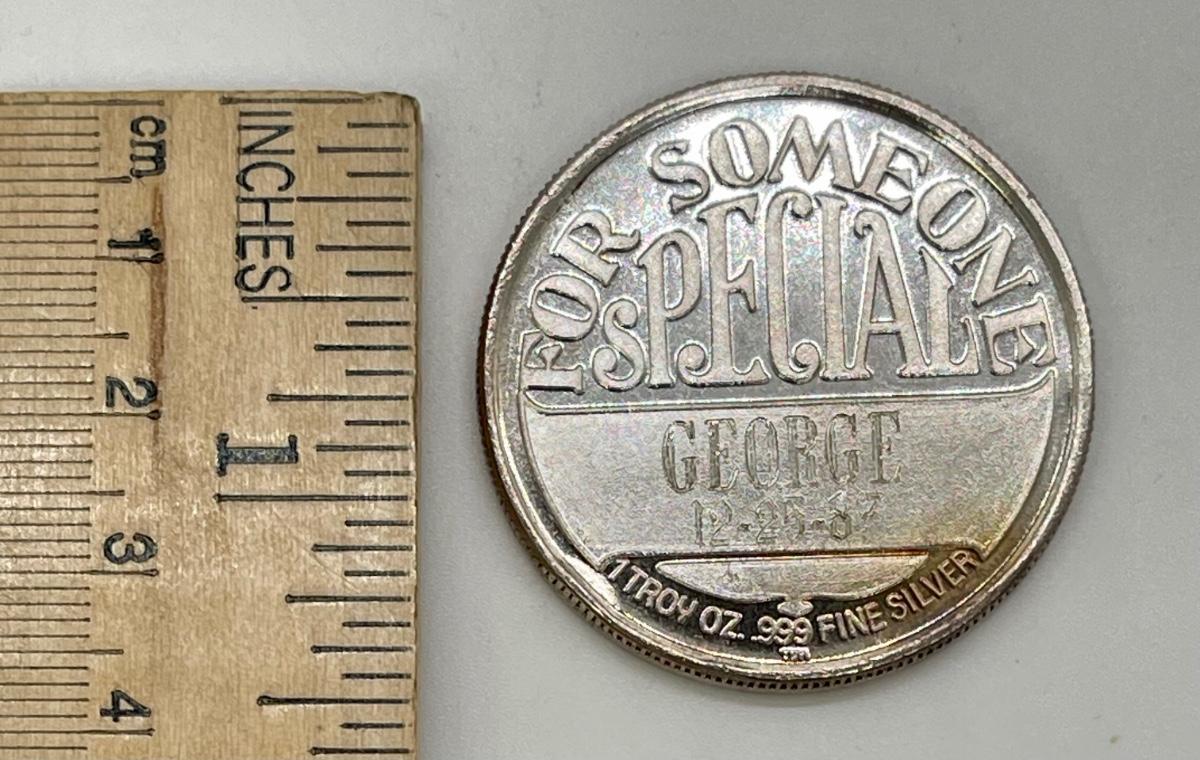 cm
1
2
3
4
INCHES
1
FOR SOMEONE
SPECIAL
GEORGE
12-25-87
1 TROY OZ. .999 FINE SILVER